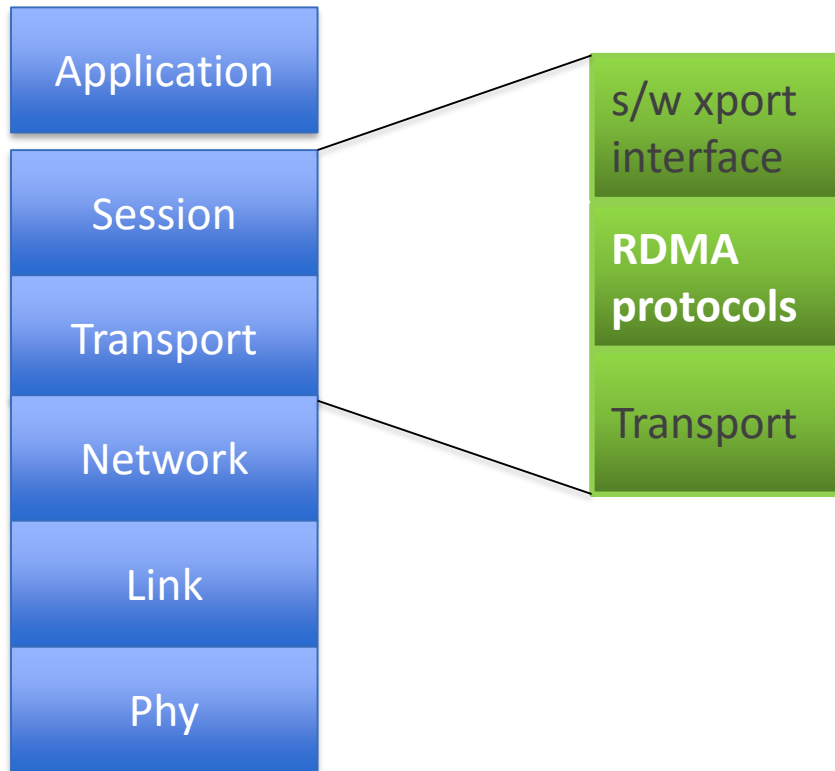 Application
Session
Transport
Network
Link
Phy
s/w xport
interface
RDMA
protocols
Transport